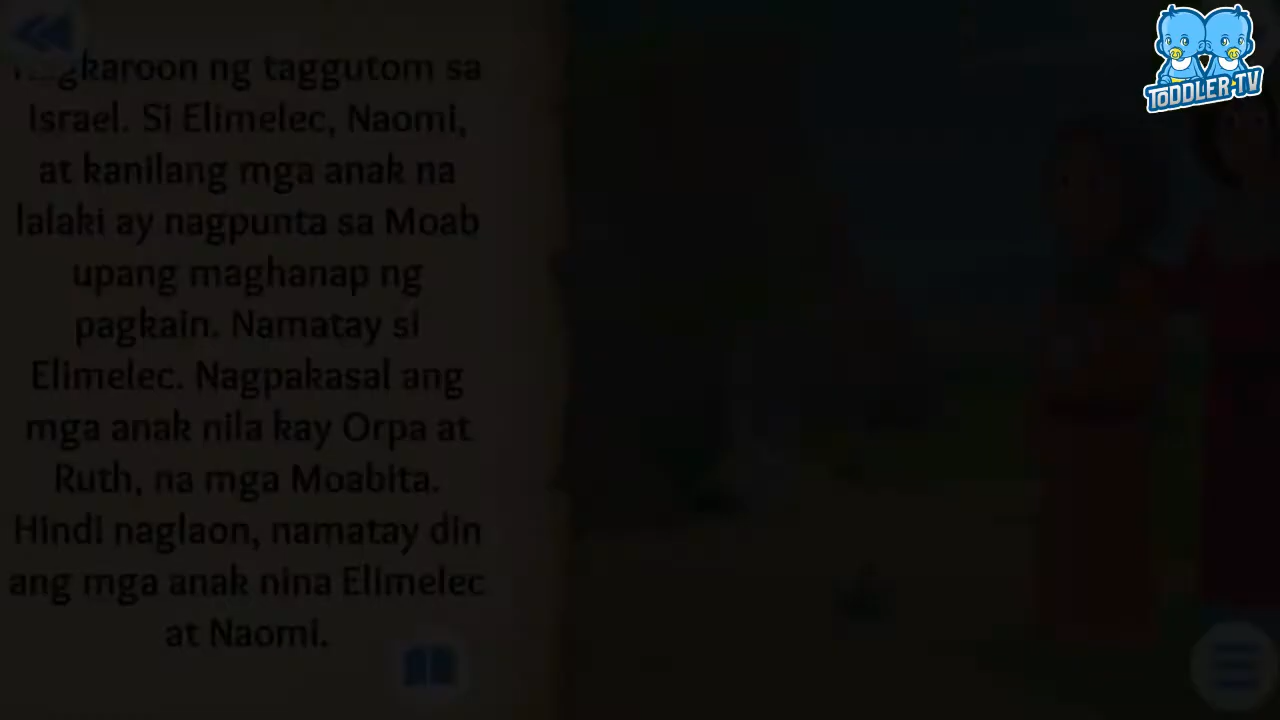 Nagkaroon ng taggutom sa
Israel. Si Elimelec, Naomi,
at kanilang mga anak na
lalaki ay nagpunta sa Moab
upang maghanap ng
pagkain. Namatay si
Elimelec. Nagpakasal ang
mga anak nila kay Orpa at
Ruth, na mga Moabita.
Hindi naglaon, namatay din
ang mga anak nina Elimelec
at Naomi.
TODDLER TV